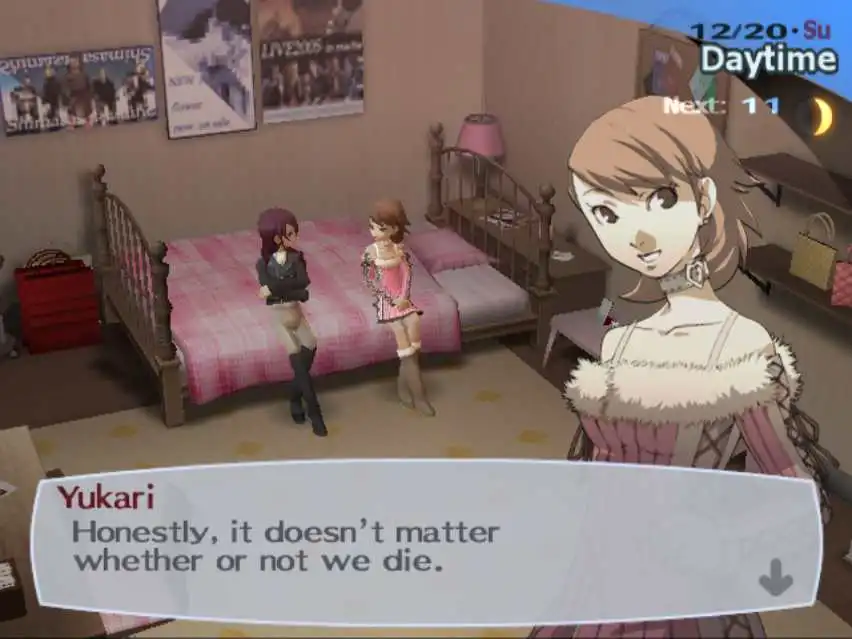 12/20・Su
Daytime
Next: 11
LIVE2005
Yukari
Honestly, it doesn't matter
whether or not we die.